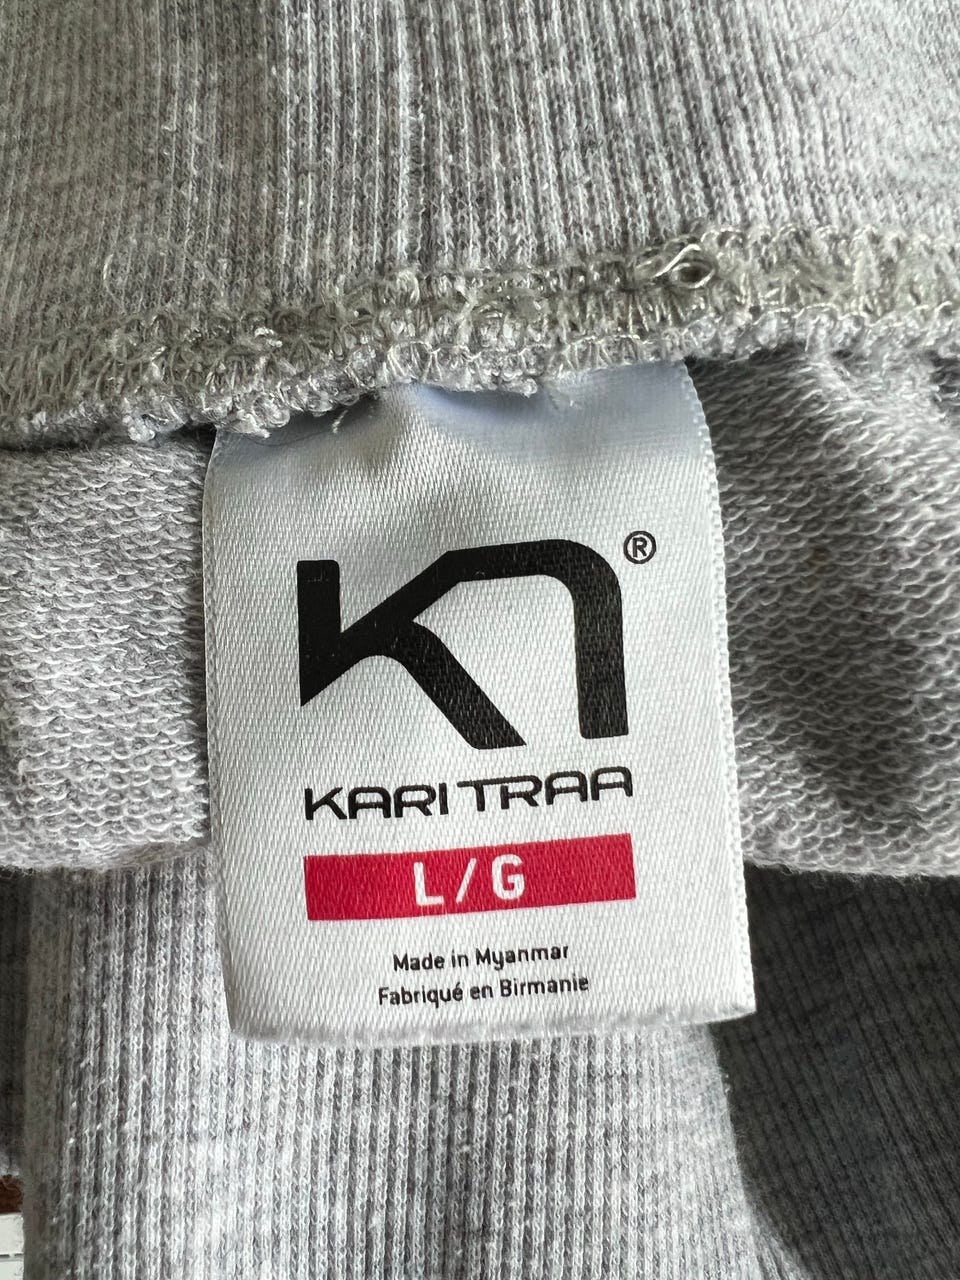 ®
KARI TRAA
L/G
Made in Myanmar
Fabriqué en Birmanie